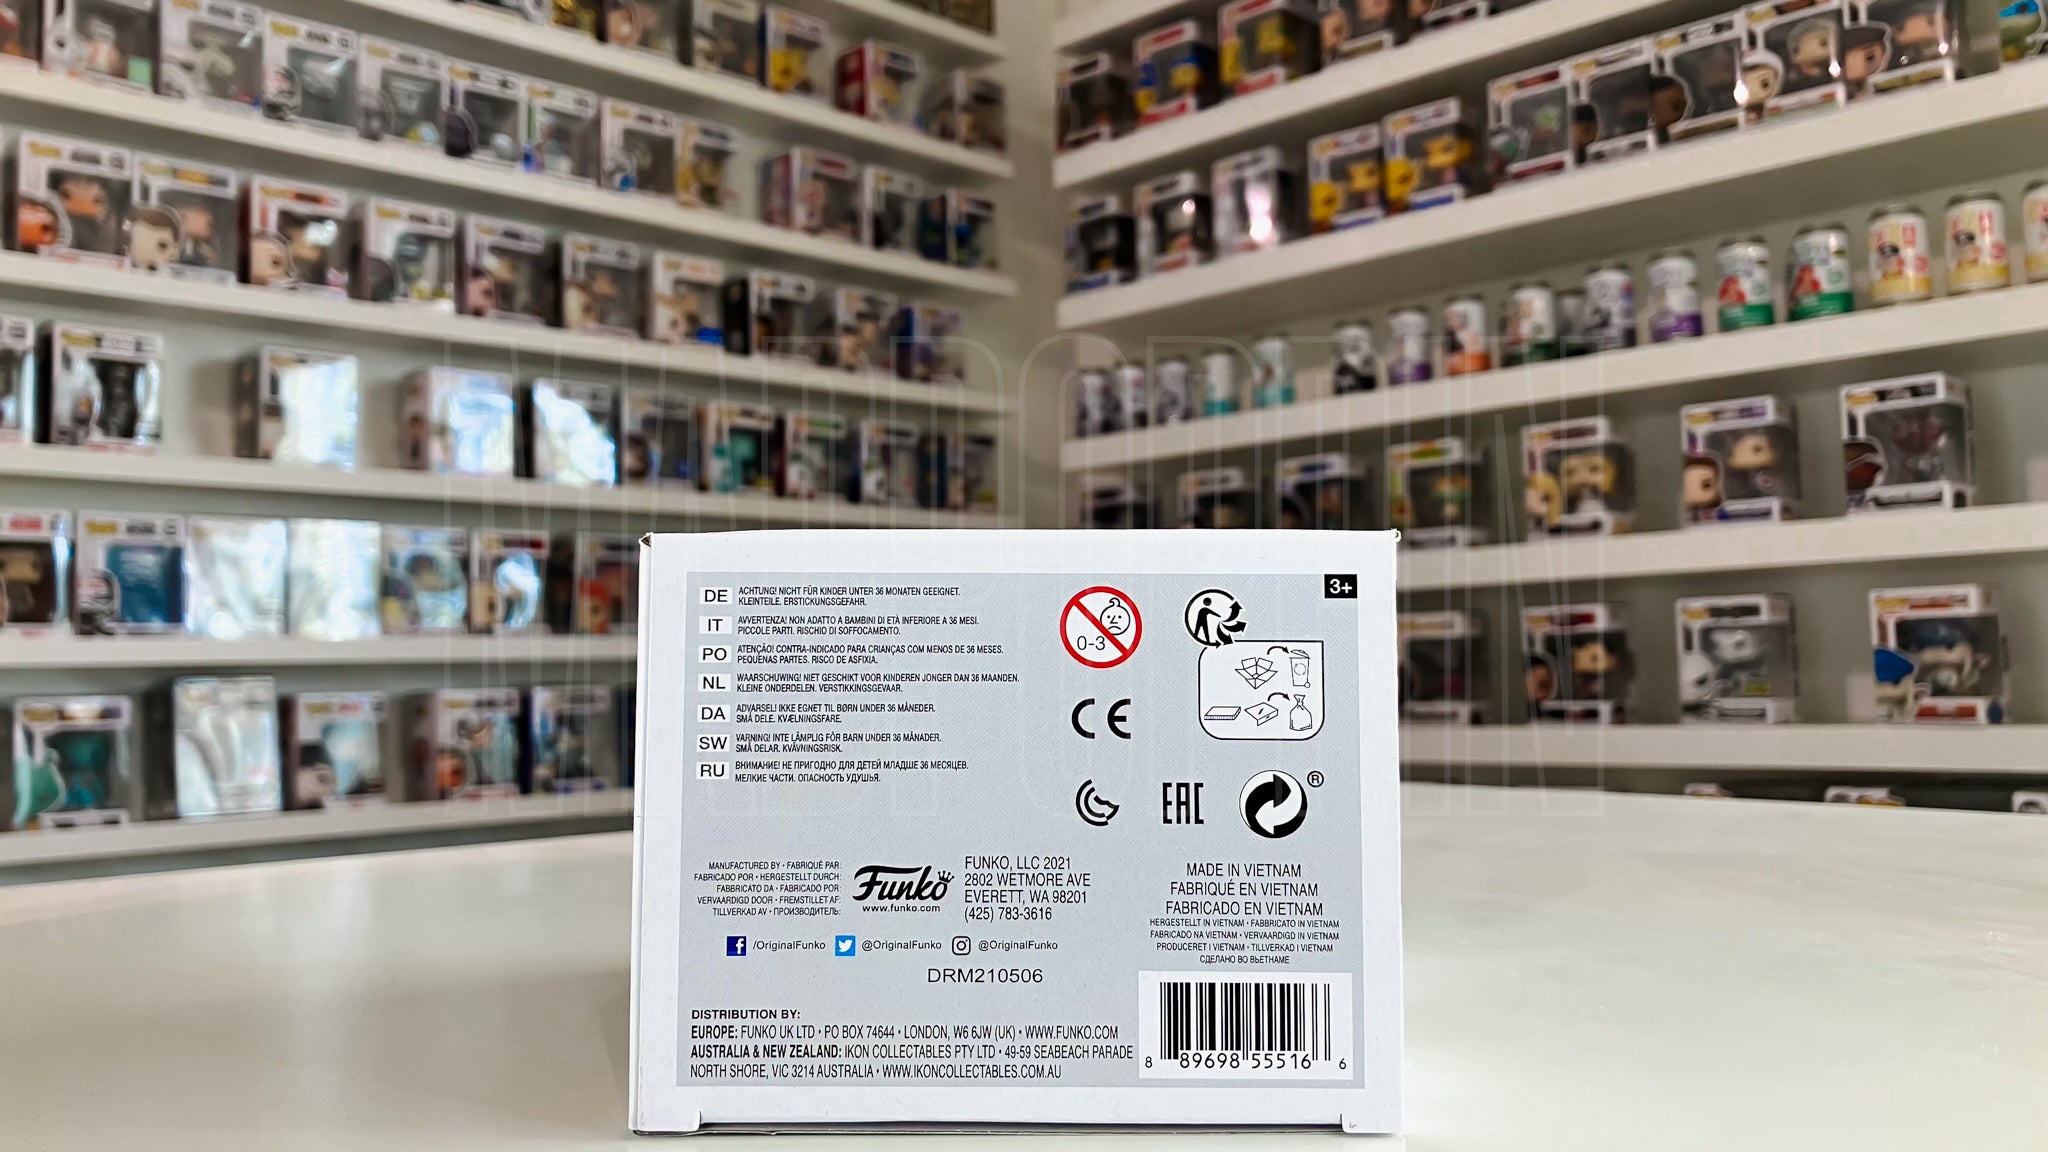 3+
DE ACHTUNG! NICHT FÜR KINDER UNTER 36 MONATEN GEEIGNET.
KLEINTEILE. ERSTICKUNGSGEFAHR.
IT AVVERTENZA! NON ADATTO A BAMBINI DI ETÀ INFERIORE A 36 MESI.
PICCOLE PARTI. RISCHIO DI SOFFOCAMENTO.
PO ATENÇÃO! CONTRA-INDICADO PARA CRIANÇAS COM MENOS DE 36 MESES.
PEQUENAS PARTES. RISCO DE ASFIXIA.
NL WAARSCHUWING! NIET GESCHIKT VOOR KINDEREN JONGER DAN 36 MAANDEN.
KLEINE ONDERDELEN. VERSTIKKINGSGEVAAR.
DA ADVARSEL! IKKE EGNET TIL BØRN UNDER 36 MÅNEDER.
SMÅ DELE. KVÆLNINGSFARE.
SW VARNING! INTE LÄMPLIG FÖR BARN UNDER 36 MÅNADER.
SMÅ DELAR. KVÄVNINGSRISK.
RU ВНИМАНИЕ! НЕ ПРИГОДНО ДЛЯ ДЕТЕЙ МЛАДШЕ 36 МЕСЯЦЕВ.
МЕЛКИЕ ЧАСТИ. ОПАСНОСТЬ УДУШЬЯ.
0-3
CE
EAC
®
MANUFACTURED BY • FABRIQUÉ PAR:
FABRICADO POR • HERGESTELLT DURCH:
FABBRICATO DA • FABRICADO POR:
VERVAARDIGD DOOR • FREMSTILLET AF:
TILLVERKAD AV • ПРОИЗВОДИТЕЛЬ:
Funko
www.funko.com
FUNKO, LLC 2021
2802 WETMORE AVE
EVERETT, WA 98201
(425) 783-3616
MADE IN VIETNAM
FABRIQUÉ EN VIETNAM
FABRICADO EN VIETNAM
HERGESTELLT IN VIETNAM • FABBRICATO IN VIETNAM
FABRICADO NA VIETNAM • VERVAARDIGD IN VIETNAM
PRODUCERET I VIETNAM • TILLVERKAD I VIETNAM
СДЕЛАНО ВО ВЬЕТНАМЕ
/OriginalFunko @OriginalFunko @OriginalFunko
DRM210506
DISTRIBUTION BY:
EUROPE: FUNKO UK LTD • PO BOX 74644 • LONDON, W6 6JW (UK) • WWW.FUNKO.COM
AUSTRALIA & NEW ZEALAND: IKON COLLECTABLES PTY LTD • 49-59 SEABEACH PARADE
NORTH SHORE, VIC 3214 AUSTRALIA • WWW.IKONCOLLECTABLES.COM.AU
8 89698 55516 6